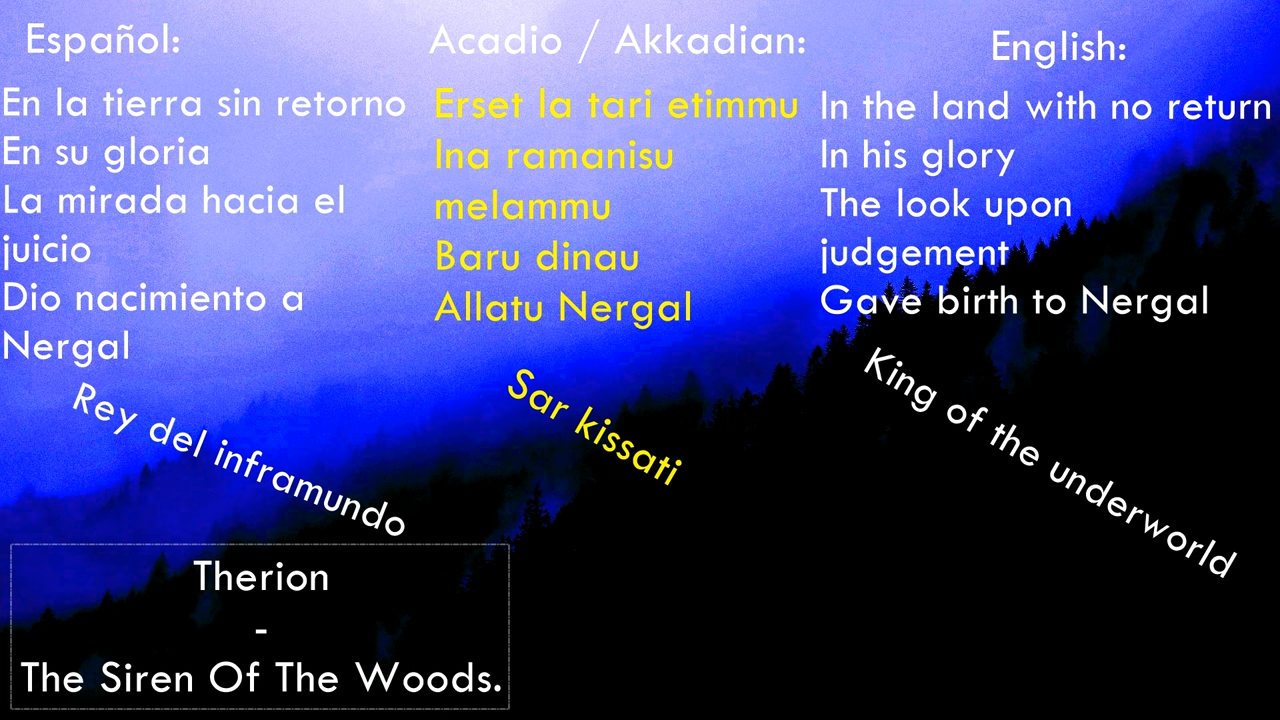 Español:
En la tierra sin retorno
En su gloria
La mirada hacia el
juicio
Dio nacimiento a
Nergal
Rey del inframundo
Acadio / Akkadian:
Erset la tari etimmu
Ina ramanisu
melammu
Baru dinau
Allatu Nergal
Sar kissati
English:
In the land with no return
In his glory
The look upon
judgement
Gave birth to Nergal
King of the underworld
Therion
-
The Siren Of The Woods.